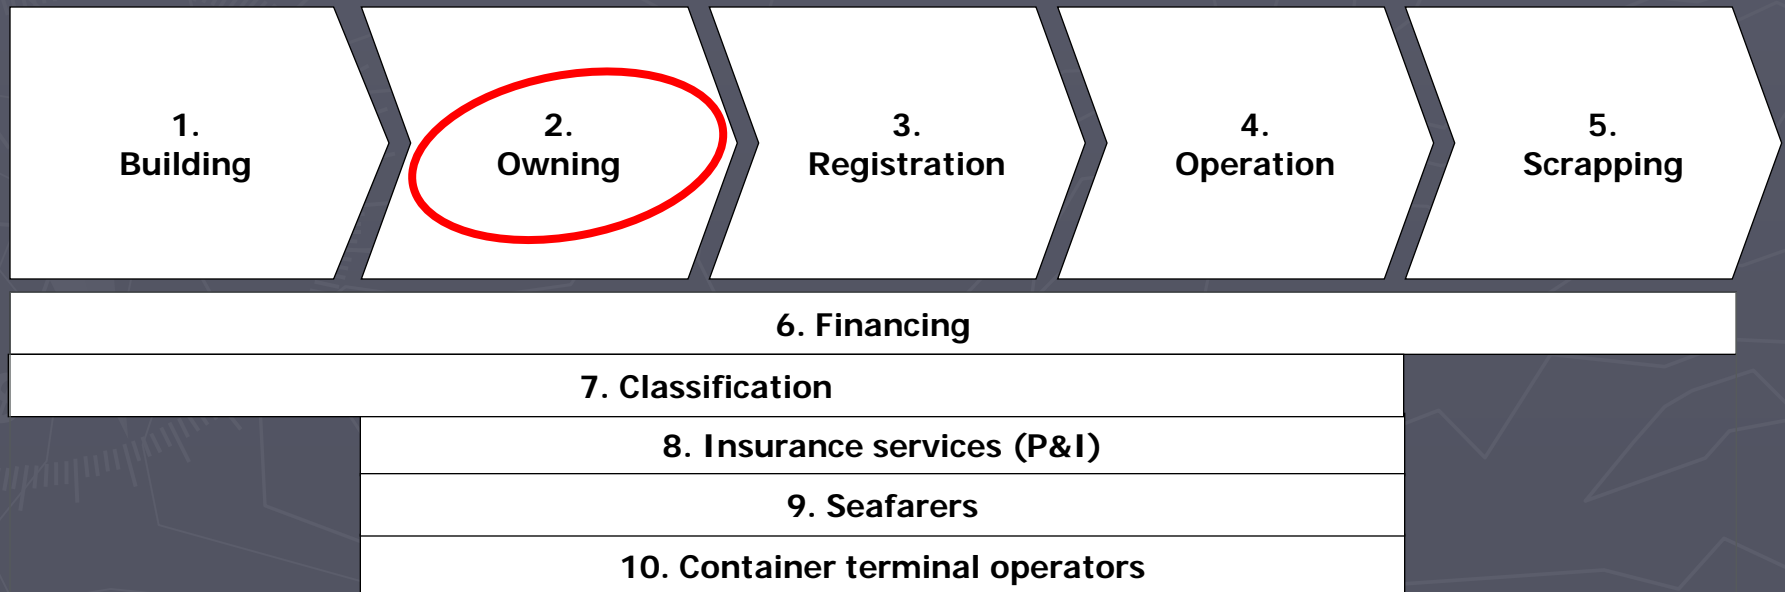 1.
Building
2.
Owning
3.
Registration
4.
Operation
5.
Scrapping
6. Financing
7. Classification
8. Insurance services (P&I)
9. Seafarers
10. Container terminal operators